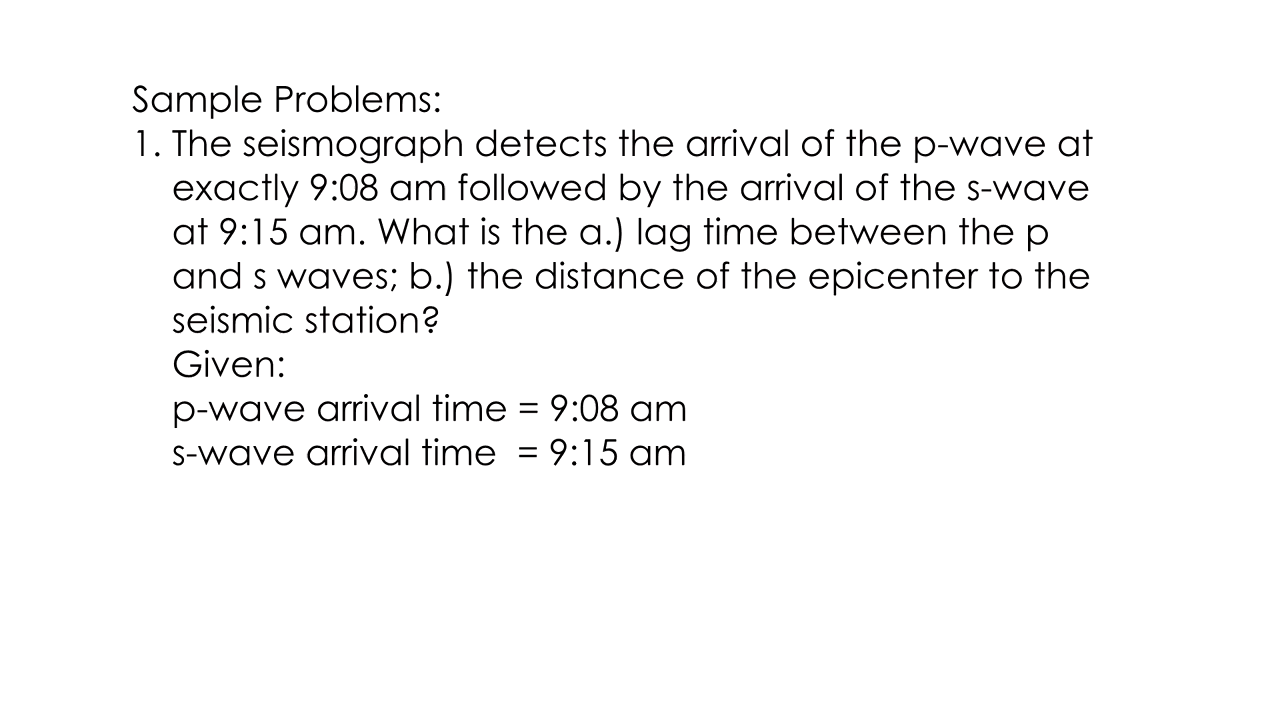 Sample Problems:
1. The seismograph detects the arrival of the p-wave at
exactly 9:08 am followed by the arrival of the s-wave
at 9:15 am. What is the a.) lag time between the p
and s waves; b.) the distance of the epicenter to the
seismic station?
Given:
p-wave arrival time = 9:08 am
s-wave arrival time  = 9:15 am